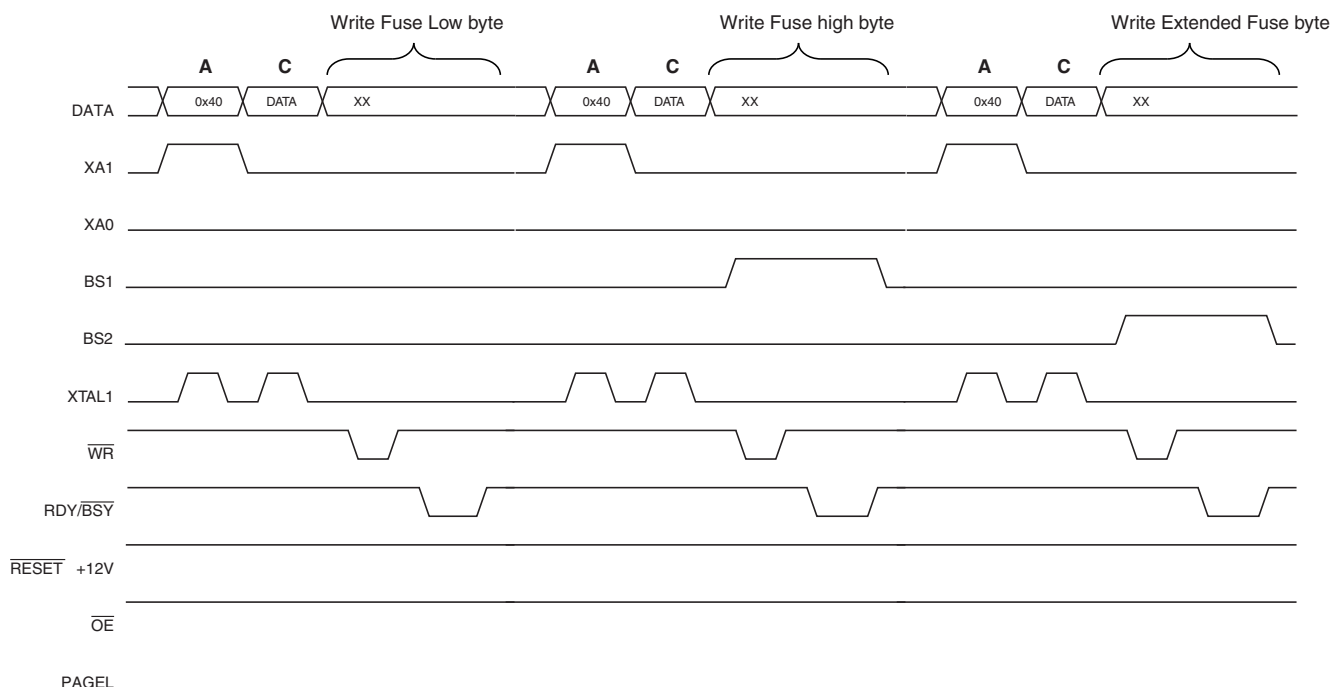 Write Fuse Low byte Write Fuse high byte Write Extended Fuse byte
A C A C A C
DATA 0x40 DATA XX 0x40 DATA XX 0x40 DATA XX
XA1
XA0
BS1
BS2
XTAL1
WR
RDY/BSY
RESET +12V
OE
PAGEL